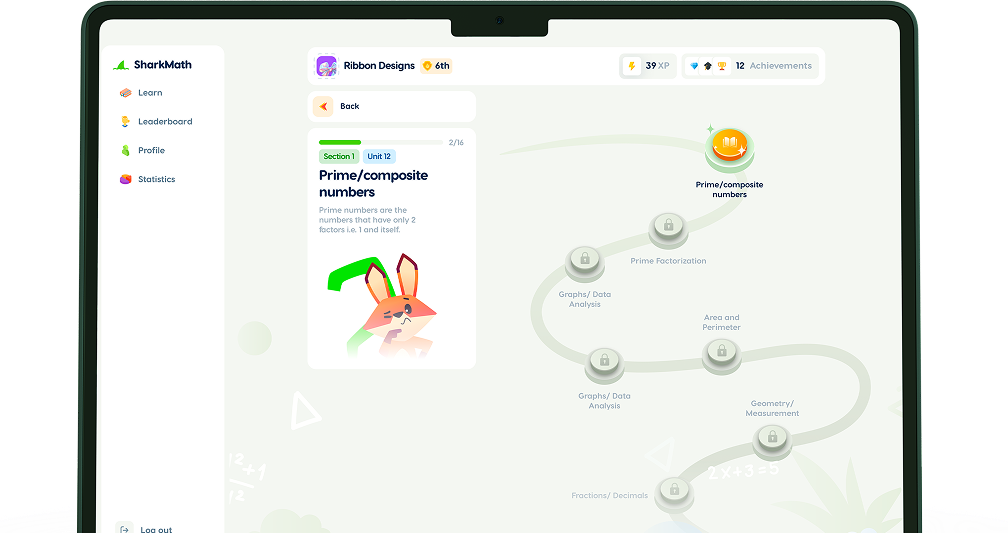 SharkMath
Learn
Leaderboard
Profile
Statistics
Log out
Ribbon Designs
6th
39 XP
12 Achievements
Back
2/16
Section 1
Unit 12
Prime/composite
numbers
Prime numbers are the
numbers that have only 2
factors i.e. 1 and itself.
Prime/composite
numbers
Prime Factorization
Graphs/ Data
Analysis
Area and
Perimeter
Graphs/ Data
Analysis
Geometry/
Measurement
Fractions/ Decimals
12
+1
12
2x+3=5